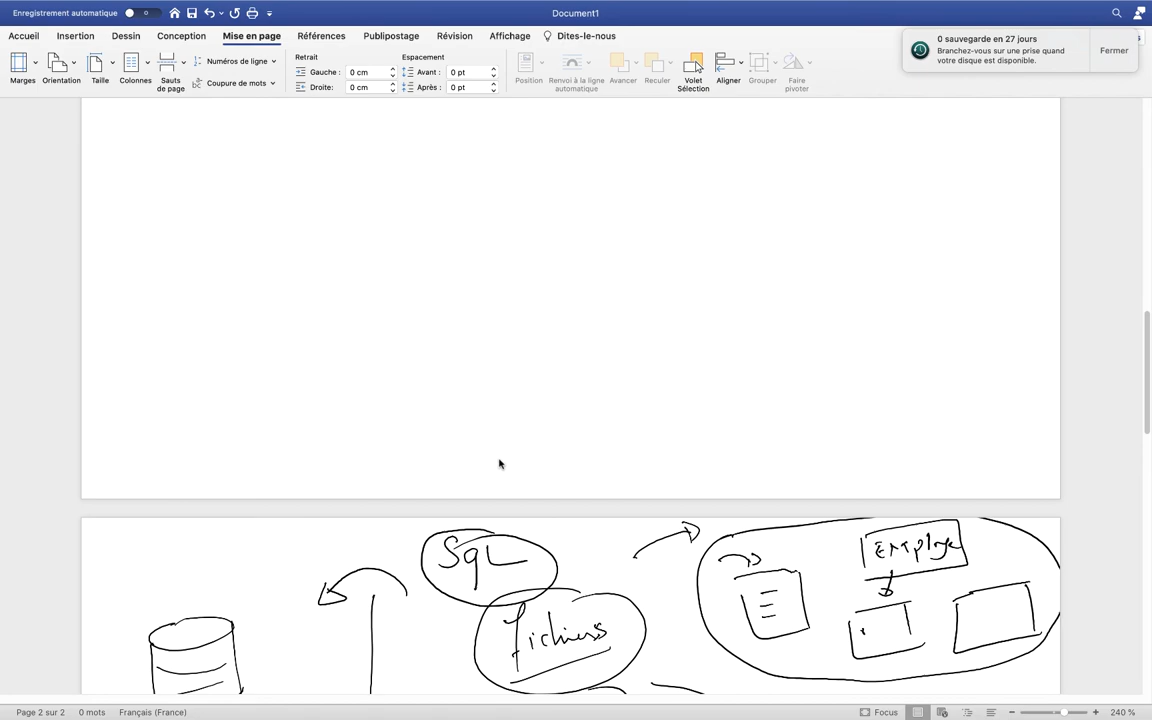 Enregistrement automatique
Document1
Accueil Insertion Dessin Conception Mise en page Références Publipostage Révision Affichage Dites-le-nous
0 sauvegarde en 27 jours
Branchez-vous sur une prise quand
votre disque est disponible.
Fermer
Marges
Orientation
Taille
Colonnes
Sauts
de page
Numéros de ligne
Coupure de mots
Retrait
Gauche : 0 cm
Droite: 0 cm
Espacement
Avant : 0 pt
Après : 0 pt
Position
Renvoi à la ligne
automatique
Avancer
Reculer
Volet
Sélection
Aligner
Grouper
Faire
pivoter
SqL
fichiers
Page 2 sur 2 0 mots Français (France) Focus 240 %